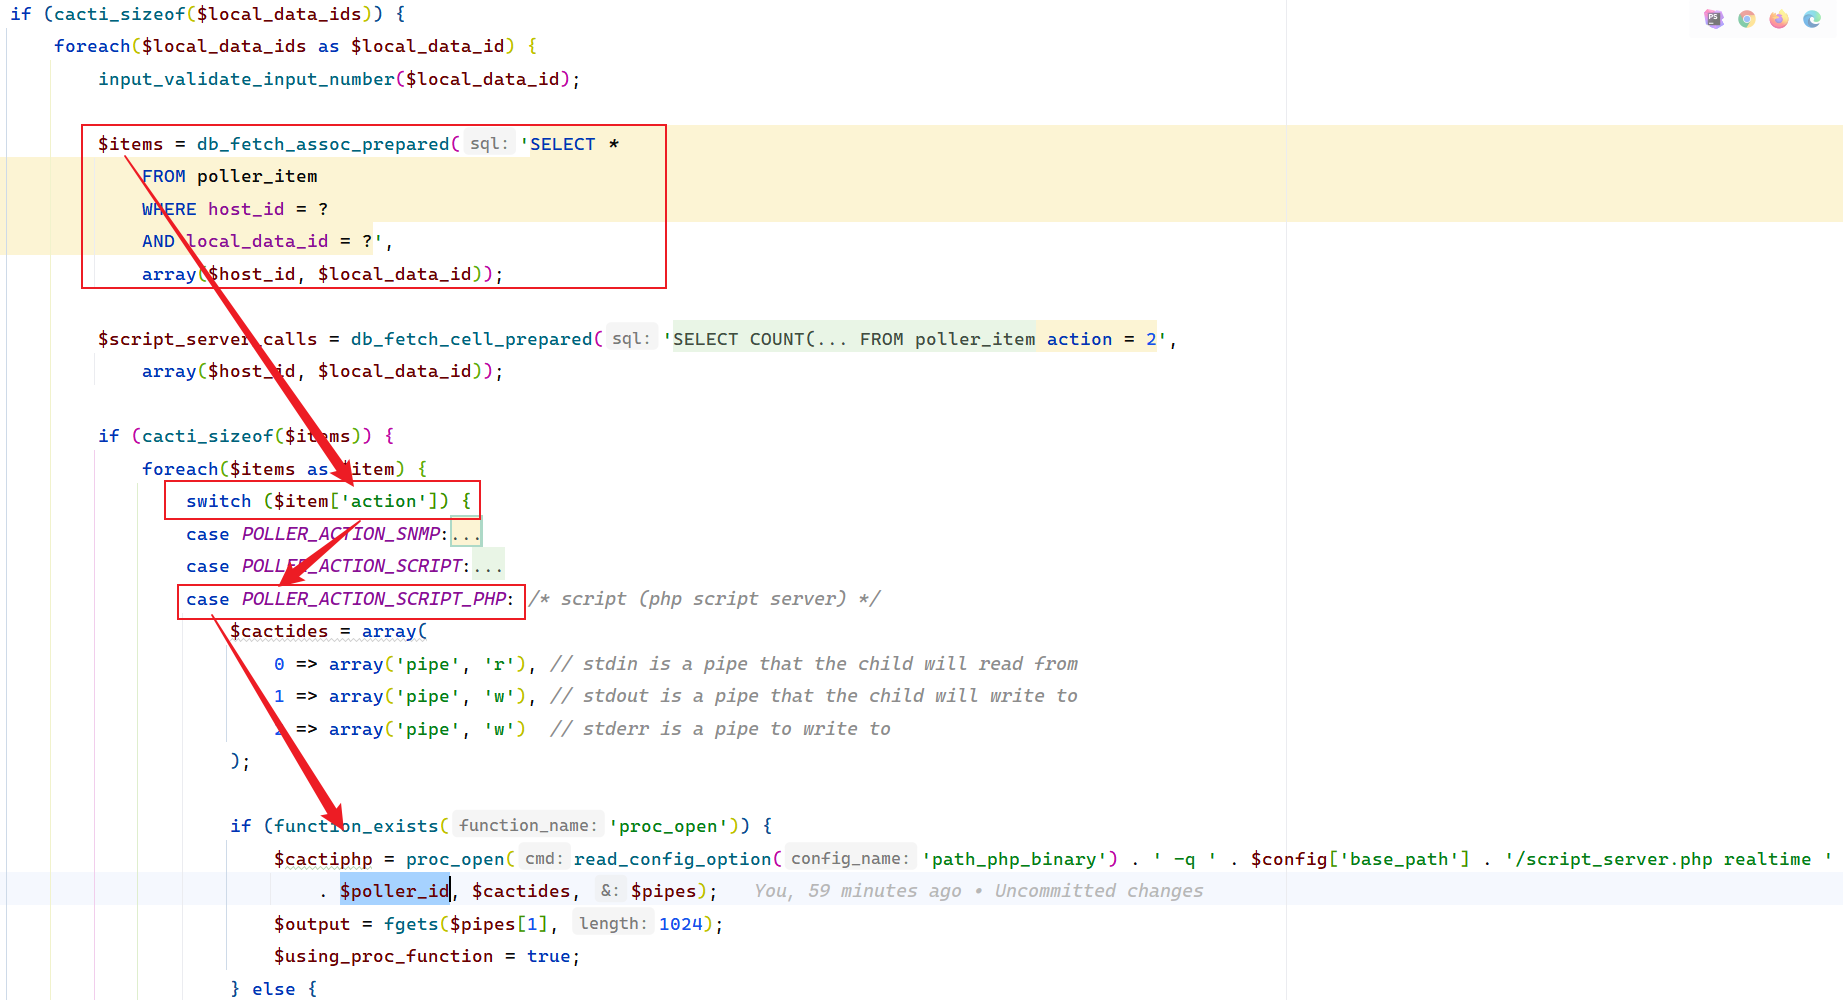 if (cacti_sizeof($local_data_ids)) {
foreach($local_data_ids as $local_data_id) {
input_validate_input_number($local_data_id);
$items = db_fetch_assoc_prepared( sql: 'SELECT *
FROM poller_item
WHERE host_id = ?
AND local_data_id = ?',
array($host_id, $local_data_id));
$script_server_calls = db_fetch_cell_prepared( sql: 'SELECT COUNT(... FROM poller_item action = 2',
array($host_id, $local_data_id));
if (cacti_sizeof($items)) {
foreach($items as $item) {
switch ($item['action']) {
case POLLER_ACTION_SNMP:...
case POLLER_ACTION_SCRIPT:...
case POLLER_ACTION_SCRIPT_PHP: /* script (php script server) */
$cactides = array(
0 => array('pipe', 'r'), // stdin is a pipe that the child will read from
1 => array('pipe', 'w'), // stdout is a pipe that the child will write to
2 => array('pipe', 'w') // stderr is a pipe to write to
);
if (function_exists( function_name: 'proc_open')) {
$cactiphp = proc_open( cmd: read_config_option( config_name: 'path_php_binary') . ' -q ' . $config['base_path'] . '/script_server.php realtime '
. $poller_id, $cactides, &: $pipes); You, 59 minutes ago • Uncommitted changes
$output = fgets($pipes[1], length: 1024);
$using_proc_function = true;
} else {